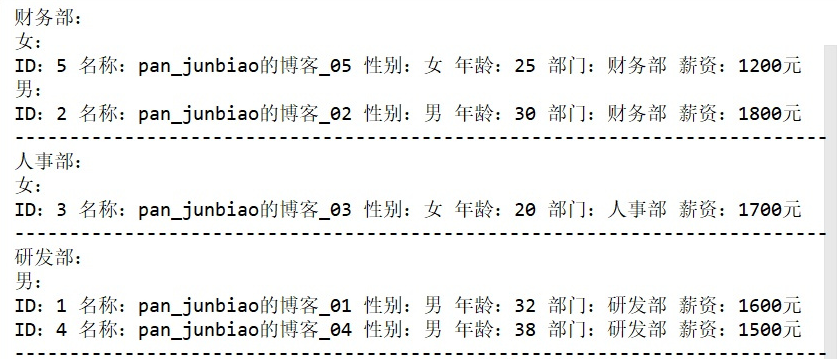 财务部：
女：
ID：5 名称：pan_junbiao的博客_05 性别：女 年龄：25 部门：财务部 薪资：1200元
男：
ID：2 名称：pan_junbiao的博客_02 性别：男 年龄：30 部门：财务部 薪资：1800元
--------------------------------------------------------------------------
人事部：
女：
ID：3 名称：pan_junbiao的博客_03 性别：女 年龄：20 部门：人事部 薪资：1700元
--------------------------------------------------------------------------
研发部：
男：
ID：1 名称：pan_junbiao的博客_01 性别：男 年龄：32 部门：研发部 薪资：1600元
ID：4 名称：pan_junbiao的博客_04 性别：男 年龄：38 部门：研发部 薪资：1500元
--------------------------------------------------------------------------